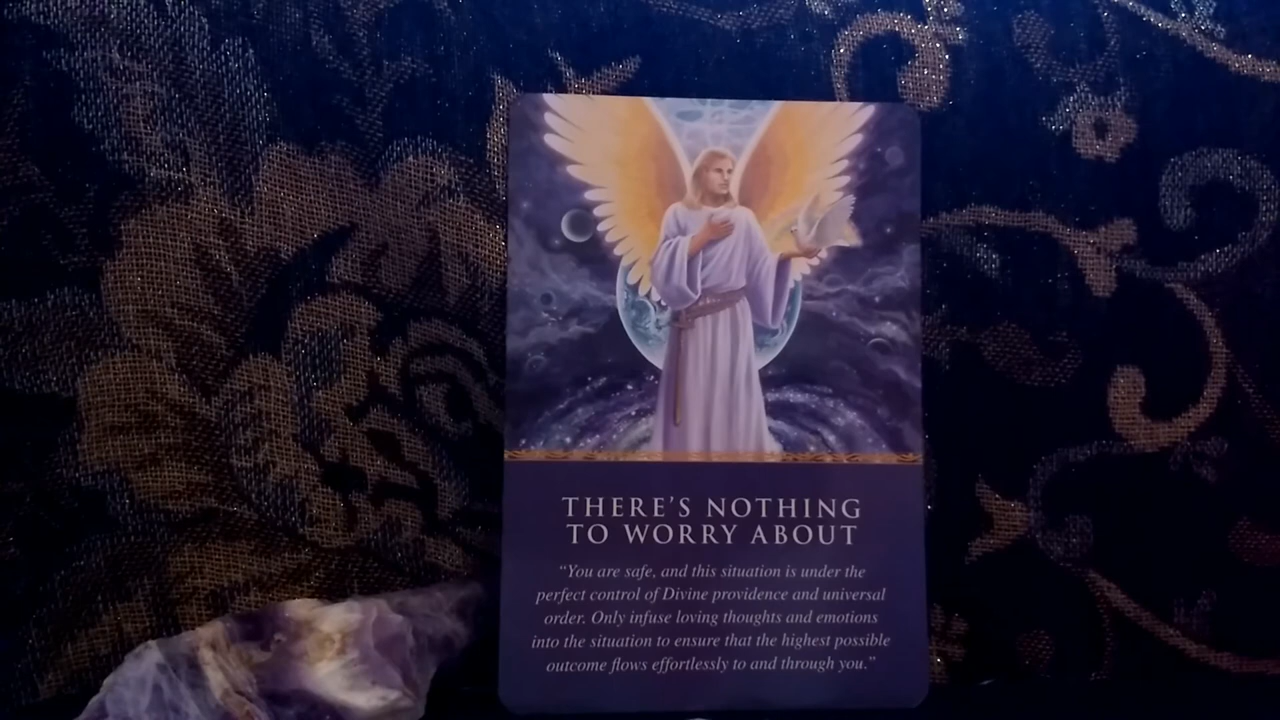 THERE'S NOTHING
TO WORRY ABOUT
“You are safe, and this situation is under the
perfect control of Divine providence and universal
order. Only infuse loving thoughts and emotions
into the situation to ensure that the highest possible
outcome flows effortlessly to and through you.”